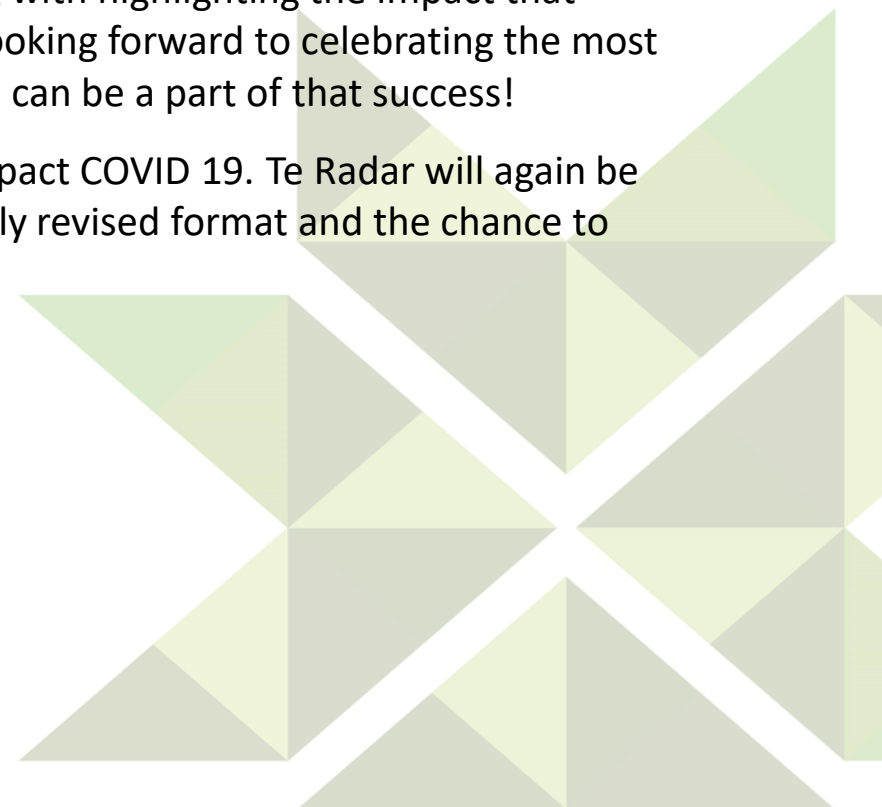 with highlighting the impact that
ooking forward to celebrating the most
can be a part of that success!
pact COVID 19. Te Radar will again be
ly revised format and the chance to